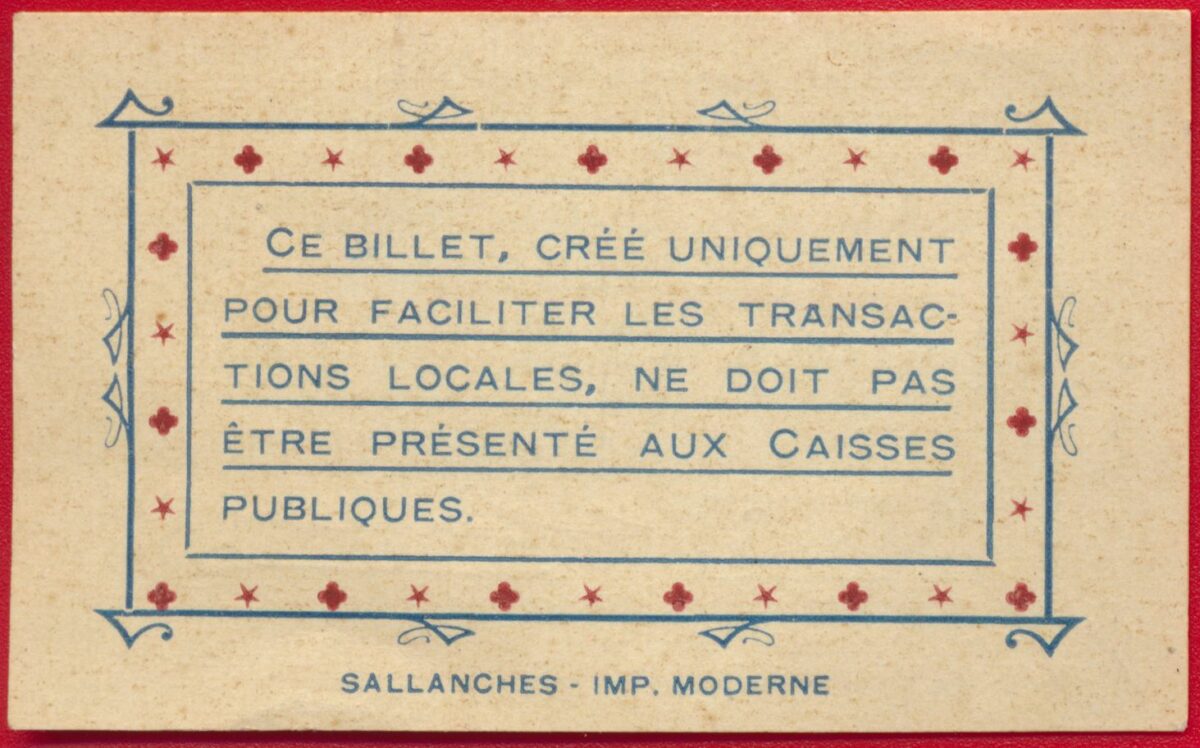 CE BILLET, CRÉÉ UNIQUEMENT
POUR FACILITER LES TRANSAC-
TIONS LOCALES, NE DOIT PAS
ÊTRE PRÉSENTÉ AUX CAISSES
PUBLIQUES.
SALLANCHES - IMP. MODERNE